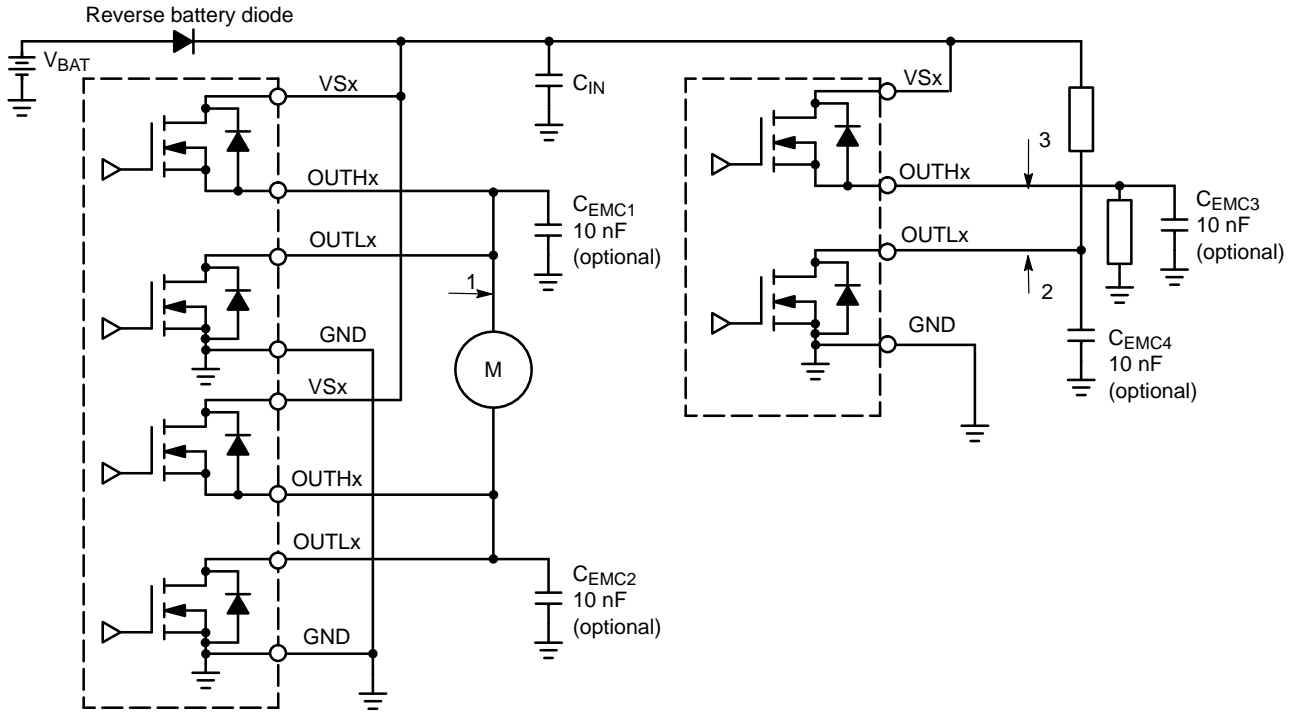 Reverse battery diode
VBAT
VSx
CIN
VSx
3
OUTHx
OUTHx
CEMC1
10 nF
(optional)
CEMC3
10 nF
(optional)
OUTLx
OUTLx
1
2
GND
GND
CEMC4
10 nF
(optional)
M
VSx
OUTHx
OUTLx
CEMC2
10 nF
(optional)
GND